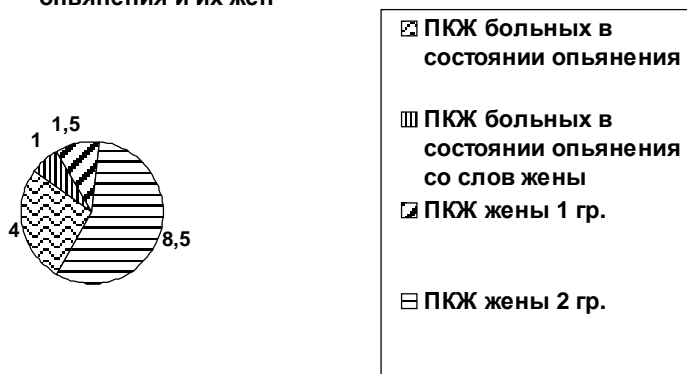 опьянения и их жен
1,5
1
4
8,5
ПКЖ больных в
состоянии опьянения
ПКЖ больных в
состоянии опьянения
со слов жены
ПКЖ жены 1 гр.
ПКЖ жены 2 гр.